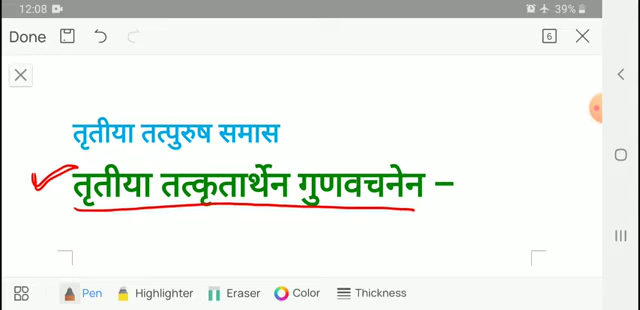 12:08 39%
Done 6
तृतीया तत्पुरुष समास
तृतीया तत्कृतार्थेन गुणवचनेन –
Pen Highlighter Eraser Color Thickness